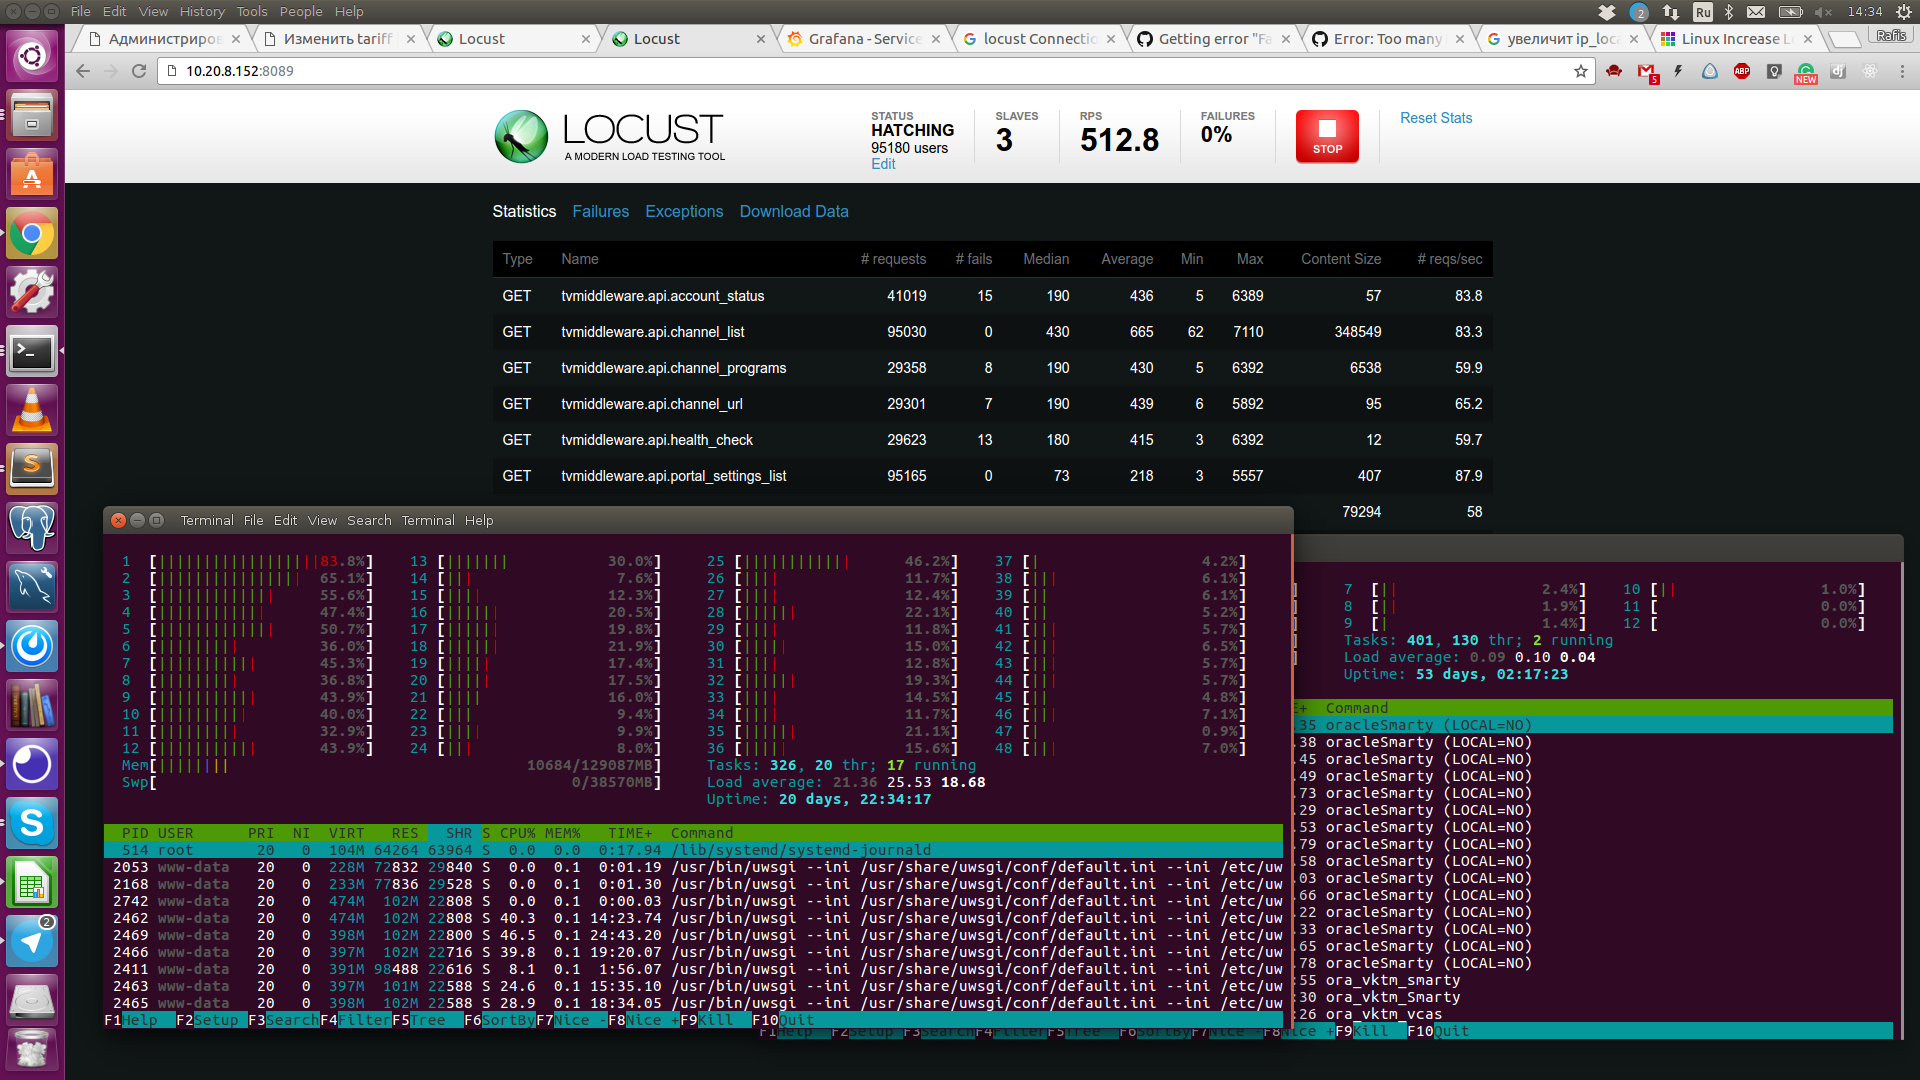 File Edit View History Tools People Help
2 Ru 14:34
Администриров
Изменить tariff
Locust
Locust
Grafana - Service
locust Connectio
Getting error "Fa
Error: Too many
увеличит ip_loca
Linux Increase Lo
Rafis
10.20.8.152:8089
5 ABP NEW dj
LOCUST
A MODERN LOAD TESTING TOOL
STATUS
HATCHING
95180 users
Edit
SLAVES
3
RPS
512.8
FAILURES
0%
STOP
Reset Stats
Statistics Failures Exceptions Download Data
Type Name # requests # fails Median Average Min Max Content Size # reqs/sec
GET tvmiddleware.api.account_status 41019 15 190 436 5 6389 57 83.8
GET tvmiddleware.api.channel_list 95030 0 430 665 62 7110 348549 83.3
GET tvmiddleware.api.channel_programs 29358 8 190 430 5 6392 6538 59.9
GET tvmiddleware.api.channel_url 29301 7 190 439 6 5892 95 65.2
GET tvmiddleware.api.health_check 29623 13 180 415 3 6392 12 59.7
GET tvmiddleware.api.portal_settings_list 95165 0 73 218 3 5557 407 87.9
79294 58
Terminal File Edit View Search Terminal Help
1 [||||||||||||||||||83.8%] 13 [||||||| 30.0%] 25 [|||||||||||| 46.2%] 37 [| 4.2%]
2 [|||||||||||||||| 65.1%] 14 [||| 7.6%] 26 [|||| 11.7%] 38 [||| 6.1%]
3 [||||||||||||| 55.6%] 15 [|||| 12.3%] 27 [|||| 12.4%] 39 [|| 6.1%]
4 [|||||||||||| 47.4%] 16 [|||||| 20.5%] 28 [|||||| 22.1%] 40 [|| 5.2%]
5 [||||||||||||| 50.7%] 17 [|||||| 19.8%] 29 [|||| 11.8%] 41 [||| 5.7%]
6 [||||||||| 36.0%] 18 [|||||| 21.9%] 30 [|||| 15.0%] 42 [||| 6.5%]
7 [||||||||||| 45.3%] 19 [||||| 17.4%] 31 [|||| 12.8%] 43 [||| 5.7%]
8 [||||||||| 36.8%] 20 [||||| 17.5%] 32 [|||||| 19.3%] 44 [||| 5.7%]
9 [||||||||||| 43.9%] 21 [|||| 16.0%] 33 [|||| 14.5%] 45 [|| 4.8%]
10 [|||||||||| 40.0%] 22 [||| 9.4%] 34 [|||| 11.7%] 46 [||| 7.1%]
11 [||||||||| 32.9%] 23 [|||| 9.9%] 35 [|||||| 21.1%] 47 [| 0.9%]
12 [||||||||||| 43.9%] 24 [||| 8.0%] 36 [||||| 15.6%] 48 [||| 7.0%]
Mem[|||||||| 10684/129087MB] Tasks: 326, 20 thr; 17 running
Swp[ 0/38570MB] Load average: 21.36 25.53 18.68
Uptime: 20 days, 22:34:17
PID USER PRI NI VIRT RES SHR S CPU% MEM% TIME+ Command
514 root 20 0 104M 64264 63964 S 0.0 0.0 0:17.94 /lib/systemd/systemd-journald
2053 www-data 20 0 228M 72832 29840 S 0.0 0.1 0:01.19 /usr/bin/uwsgi --ini /usr/share/uwsgi/conf/default.ini --ini /etc/uw
2168 www-data 20 0 233M 77836 29528 S 0.0 0.1 0:01.30 /usr/bin/uwsgi --ini /usr/share/uwsgi/conf/default.ini --ini /etc/uw
2742 www-data 20 0 474M 102M 22808 S 0.0 0.1 0:00.03 /usr/bin/uwsgi --ini /usr/share/uwsgi/conf/default.ini --ini /etc/uw
2462 www-data 20 0 474M 102M 22808 S 40.3 0.1 14:23.74 /usr/bin/uwsgi --ini /usr/share/uwsgi/conf/default.ini --ini /etc/uw
2469 www-data 20 0 398M 102M 22800 S 46.5 0.1 24:43.20 /usr/bin/uwsgi --ini /usr/share/uwsgi/conf/default.ini --ini /etc/uw
2466 www-data 20 0 397M 102M 22716 S 39.8 0.1 19:20.07 /usr/bin/uwsgi --ini /usr/share/uwsgi/conf/default.ini --ini /etc/uw
2411 www-data 20 0 391M 98488 22616 S 8.1 0.1 1:56.07 /usr/bin/uwsgi --ini /usr/share/uwsgi/conf/default.ini --ini /etc/uw
2463 www-data 20 0 397M 101M 22588 S 24.6 0.1 15:35.10 /usr/bin/uwsgi --ini /usr/share/uwsgi/conf/default.ini --ini /etc/uw
2465 www-data 20 0 398M 102M 22588 S 28.9 0.1 18:34.05 /usr/bin/uwsgi --ini /usr/share/uwsgi/conf/default.ini --ini /etc/uw
F1Help F2Setup F3SearchF4FilterF5Tree F6SortByF7Nice -F8Nice +F9Kill F10Quit
7 [|| 2.4%] 10 [|| 1.0%]
8 [|| 1.9%] 11 [ 0.0%]
9 [| 1.4%] 12 [ 0.0%]
Tasks: 401, 130 thr; 2 running
Load average: 0.09 0.10 0.04
Uptime: 53 days, 02:17:23
E+ Command
.35 oracleSmarty (LOCAL=NO)
.38 oracleSmarty (LOCAL=NO)
.45 oracleSmarty (LOCAL=NO)
.49 oracleSmarty (LOCAL=NO)
.73 oracleSmarty (LOCAL=NO)
.29 oracleSmarty (LOCAL=NO)
.53 oracleSmarty (LOCAL=NO)
.79 oracleSmarty (LOCAL=NO)
.58 oracleSmarty (LOCAL=NO)
.03 oracleSmarty (LOCAL=NO)
.66 oracleSmarty (LOCAL=NO)
.22 oracleSmarty (LOCAL=NO)
.33 oracleSmarty (LOCAL=NO)
.65 oracleSmarty (LOCAL=NO)
.78 oracleSmarty (LOCAL=NO)
:55 ora_vktm_smarty
:30 ora_vktm_Smarty
:26 ora_vktm_vcas
F1Help F2Setup F3SearchF4FilterF5Tree F6SortByF7Nice -F8Nice +F9Kill F10Quit
2